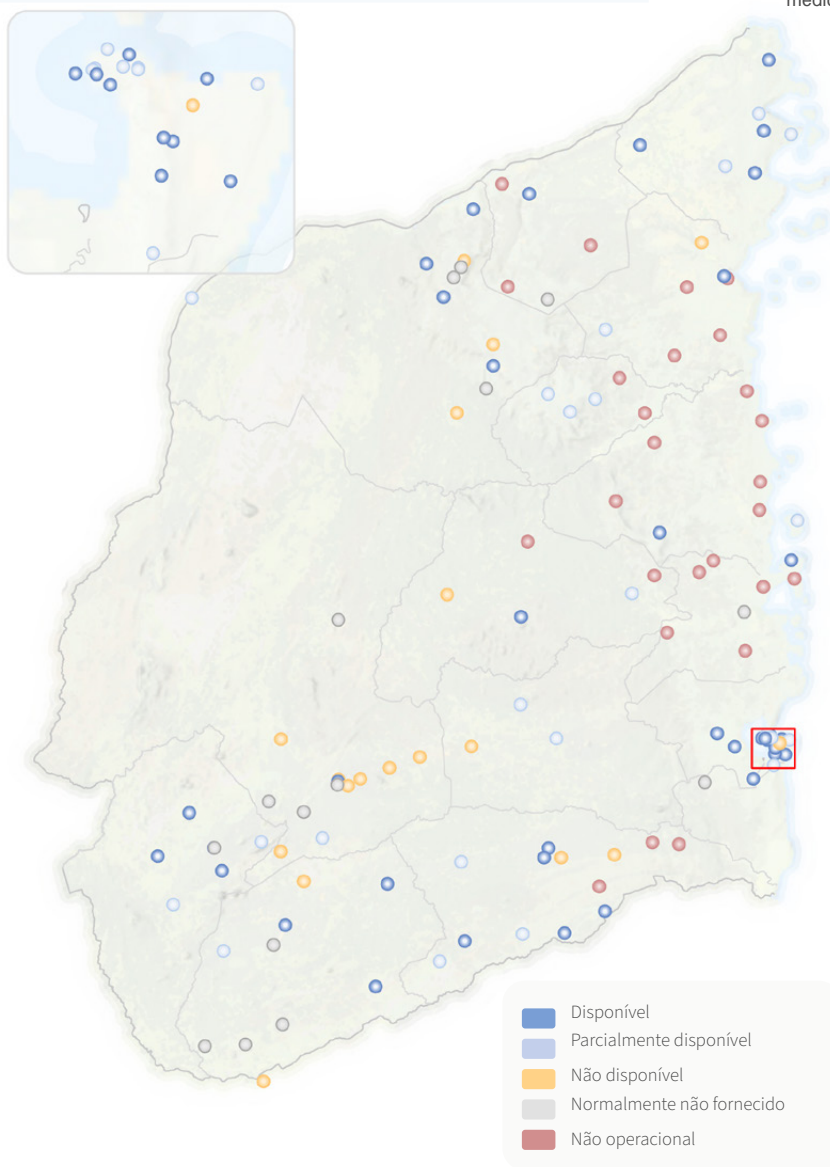 Disponível
Parcialmente disponível
Não disponível
Normalmente não fornecido
Não operacional